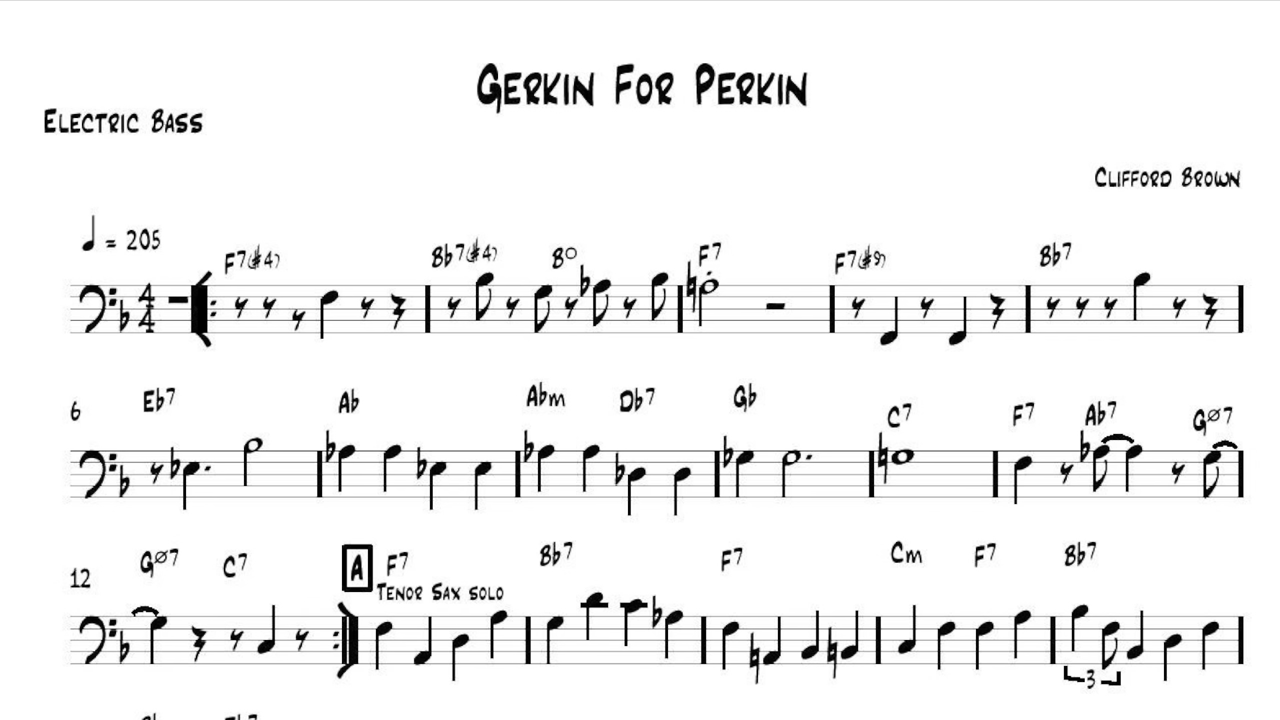 GERKIN FOR PERKIN
ELECTRIC BASS
CLIFFORD BROWN
♩ = 205
F7(#4) Bb7(#4) B° F7 F7(#9) Bb7
4
4
6 Eb7 Ab Abm Db7 Gb C7 F7 Ab7 Gø7
12 Gø7 C7 A F7 Bb7 F7 Cm F7 Bb7
TENOR SAX SOLO
3